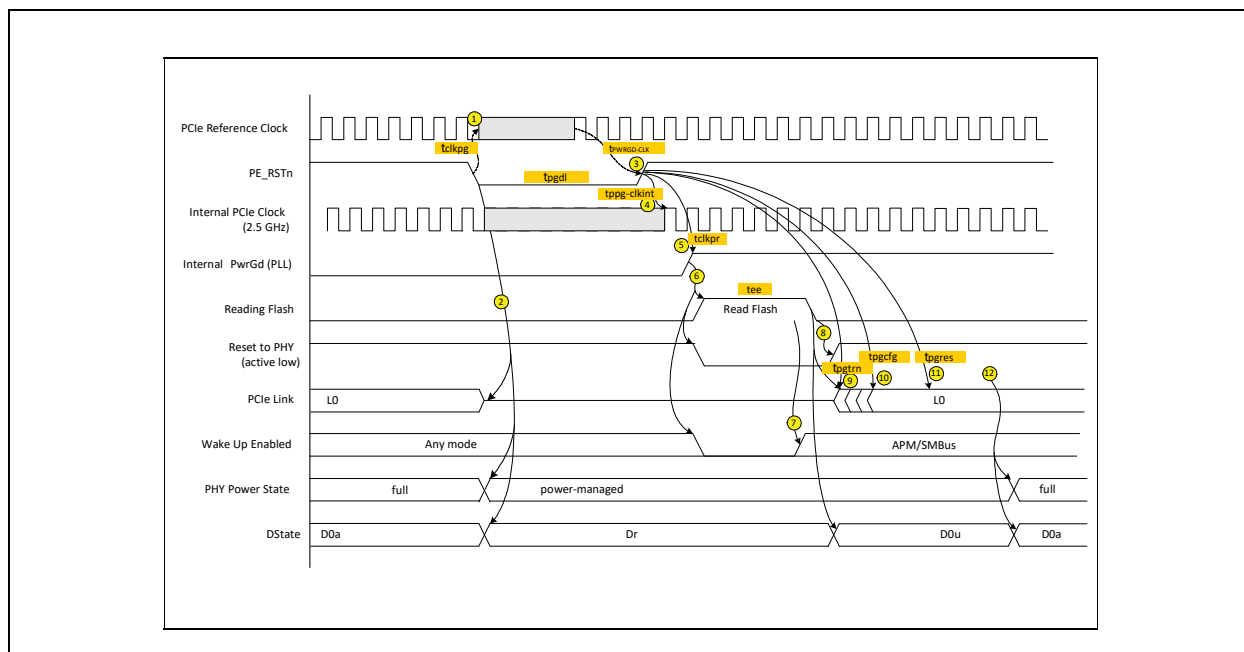 PCIe Reference Clock
1
tclkpg
tPWRGD-CLK
PE_RSTn
3
tpgdl
tppg-clkint
Internal PCIe Clock
(2.5 GHz)
4
5
tclkpr
Internal PwrGd (PLL)
6
tee
2
Reading Flash
Read Flash
8
Reset to PHY
(active low)
tpgcfg
tpgres
tpgtrn
9
10
11
12
PCIe Link
L0
L0
7
Wake Up Enabled
Any mode
APM/SMBus
PHY Power State
full
power-managed
full
DState
D0a
Dr
D0u
D0a